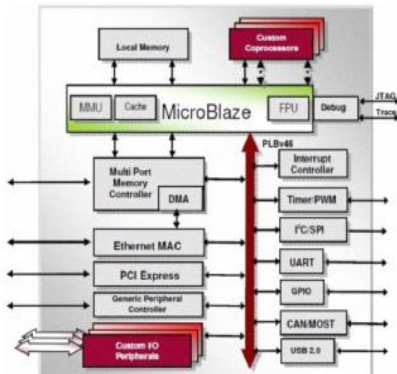 Local Memory
Custom
Coprocessors
MMU
Cache
MicroBlaze
FPU
Debug
JTAG
Trace
PLBv46
Multi Port
Memory
Controller
DMA
Interrupt
Controller
Timer/PWM
Ethernet MAC
I²C/SPI
PCI Express
UART
Generic Peripheral
Controller
GPIO
Custom I/O
Peripherals
CAN/MOST
USB 2.0